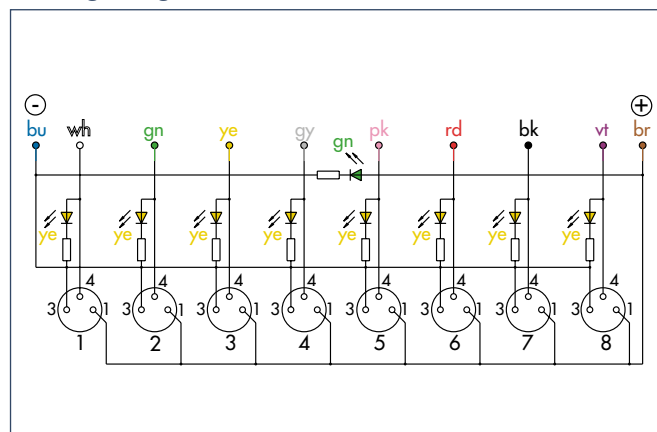 - +
bu wh gn ye gy pk rd bk vt br
gn
ye ye ye ye ye ye ye ye
4 4 4 4 4 4 4 4
3 1 3 1 3 1 3 1 3 1 3 1 3 1 3 1
1 2 3 4 5 6 7 8